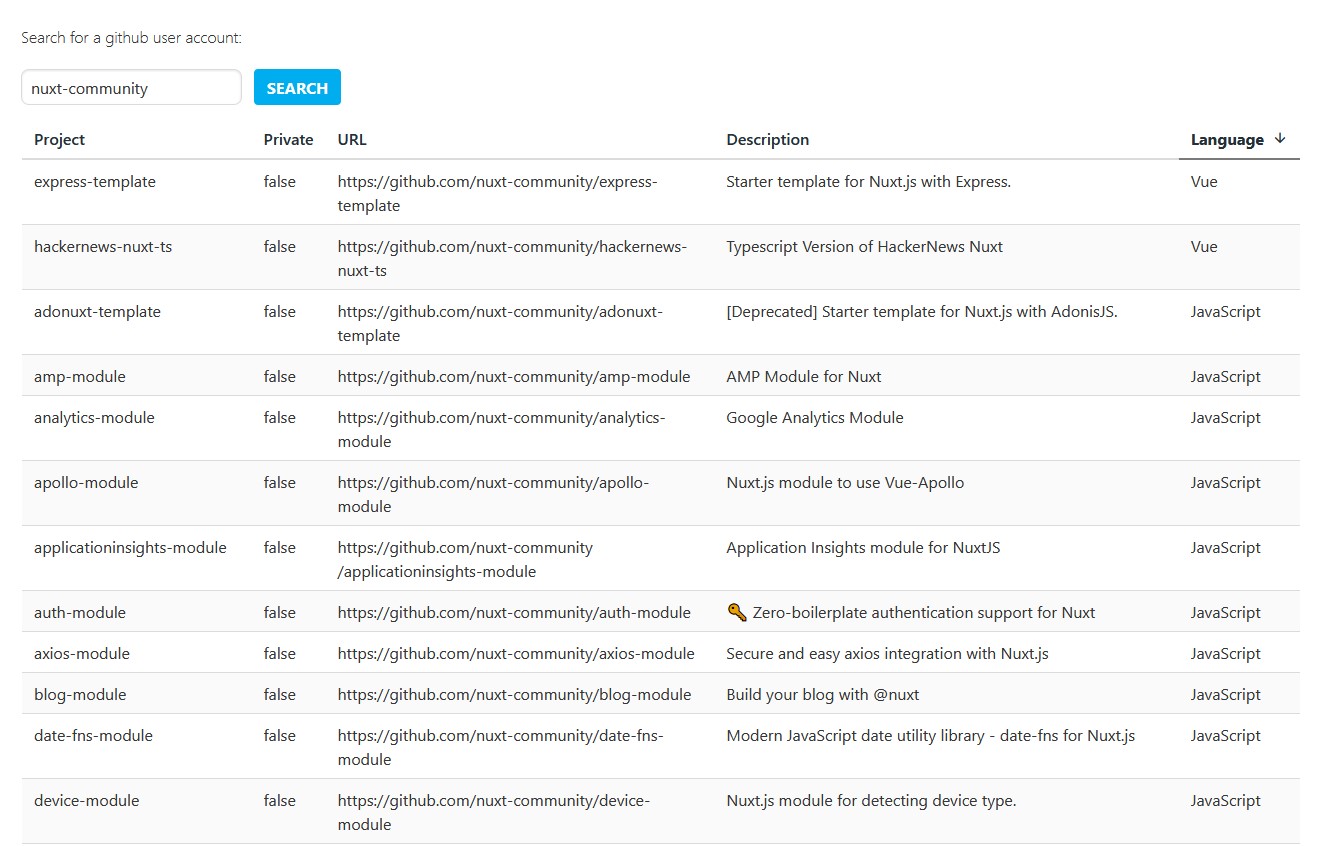 Search for a github user account:
nuxt-community
SEARCH
Project Private URL Description Language ↓
express-template false https://github.com/nuxt-community/express- Starter template for Nuxt.js with Express. Vue
template
hackernews-nuxt-ts false https://github.com/nuxt-community/hackernews- Typescript Version of HackerNews Nuxt Vue
nuxt-ts
adonuxt-template false https://github.com/nuxt-community/adonuxt- [Deprecated] Starter template for Nuxt.js with AdonisJS. JavaScript
template
amp-module false https://github.com/nuxt-community/amp-module AMP Module for Nuxt JavaScript
analytics-module false https://github.com/nuxt-community/analytics- Google Analytics Module JavaScript
module
apollo-module false https://github.com/nuxt-community/apollo- Nuxt.js module to use Vue-Apollo JavaScript
module
applicationinsights-module false https://github.com/nuxt-community Application Insights module for NuxtJS JavaScript
/applicationinsights-module
auth-module false https://github.com/nuxt-community/auth-module 🔑 Zero-boilerplate authentication support for Nuxt JavaScript
axios-module false https://github.com/nuxt-community/axios-module Secure and easy axios integration with Nuxt.js JavaScript
blog-module false https://github.com/nuxt-community/blog-module Build your blog with @nuxt JavaScript
date-fns-module false https://github.com/nuxt-community/date-fns- Modern JavaScript date utility library - date-fns for Nuxt.js JavaScript
module
device-module false https://github.com/nuxt-community/device- Nuxt.js module for detecting device type. JavaScript
module